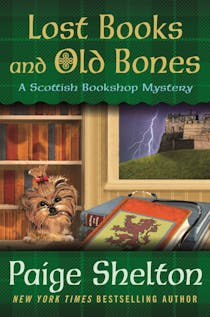 Lost Books
and Old Bones
A Scottish Bookshop Mystery
Paige Shelton
NEW YORK TIMES BESTSELLING AUTHOR